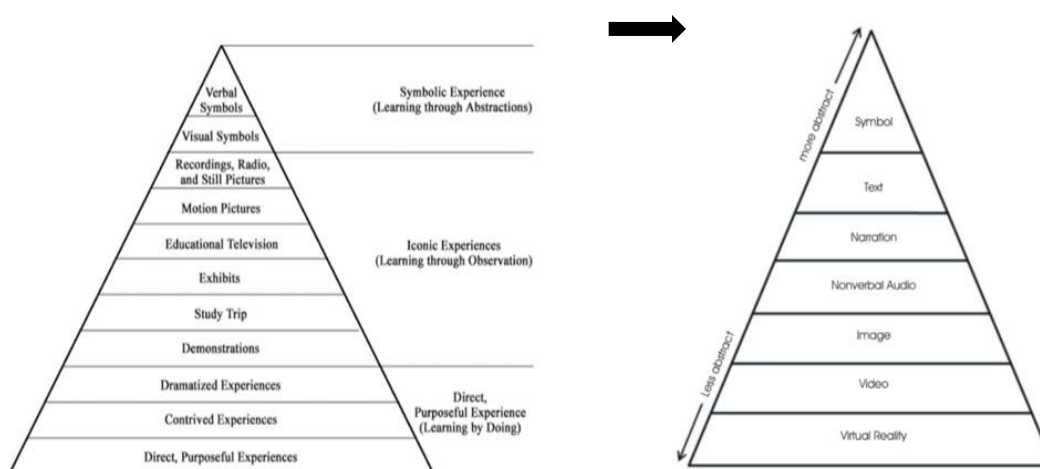 Verbal
Symbols
Visual Symbols
Recordings, Radio,
and Still Pictures
Motion Pictures
Educational Television
Exhibits
Study Trip
Demonstrations
Dramatized Experiences
Contrived Experiences
Direct, Purposeful Experiences
Symbolic Experience
(Learning through Abstractions)
Iconic Experiences
(Learning through Observation)
Direct,
Purposeful Experience
(Learning by Doing)
more abstract
Less abstract
Symbol
Text
Narration
Nonverbal Audio
Image
Video
Virtual Reality